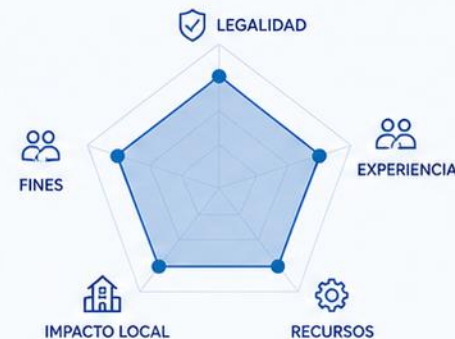 LEGALIDAD
FINES
EXPERIENCIA
IMPACTO LOCAL
RECURSOS